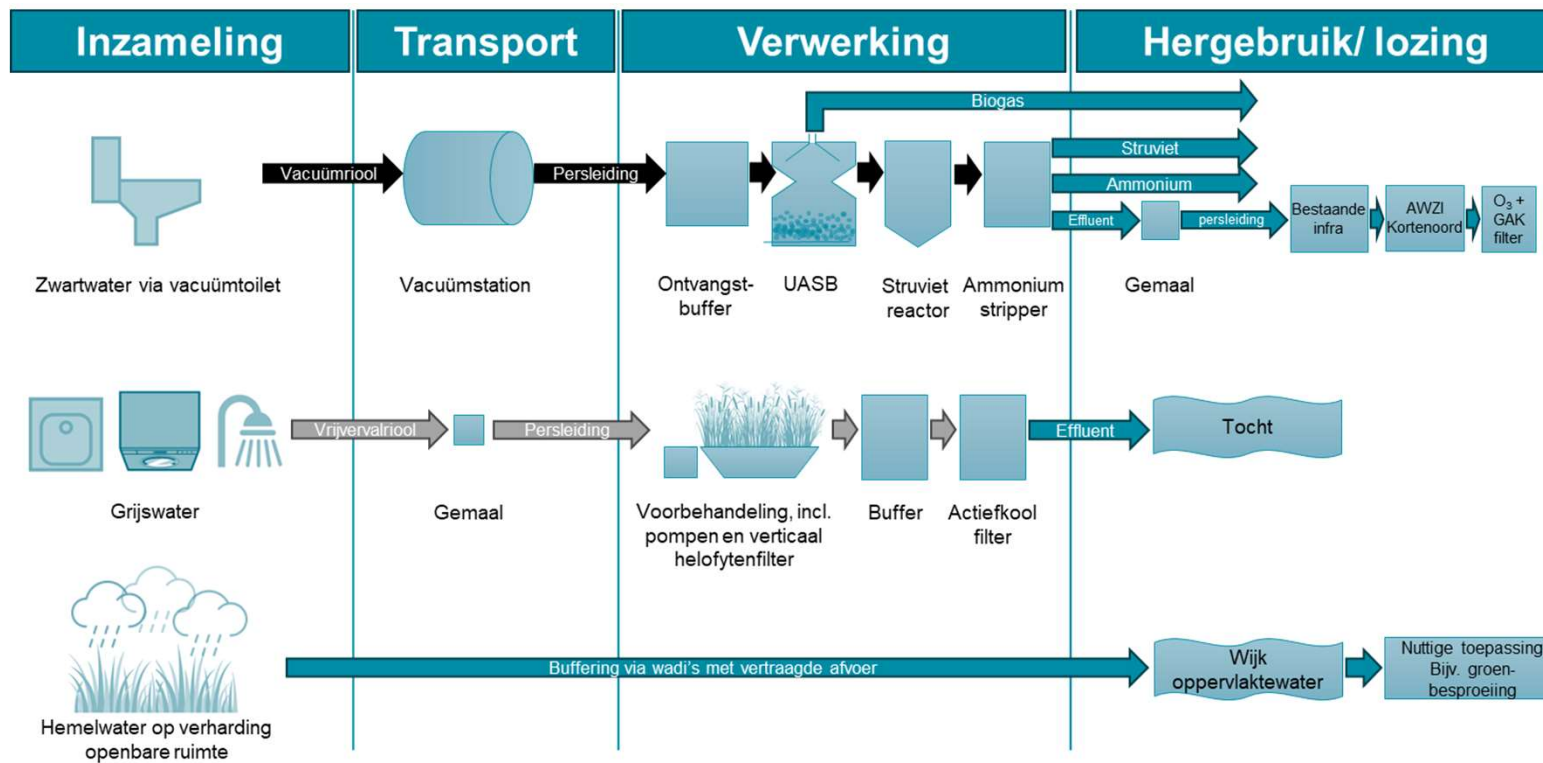 Inzameling
Transport
Verwerking
Hergebruik/ lozing
Biogas
Vacuümriool
Persleiding
Struviet
Ammonium
Effluent
persleiding
Bestaande
infra
AWZI
Kortenoord
O₃ +
GAK
filter
Zwartwater via vacuümtoilet
Vacuümstation
Ontvangst-
buffer
UASB
Struviet
reactor
Ammonium
stripper
Gemaal
Vrijvervalriool
Persleiding
Effluent
Tocht
Grijswater
Gemaal
Voorbehandeling, incl.
pompen en verticaal
helofytenfilter
Buffer
Actiefkool
filter
Buffering via wadi's met vertraagde afvoer
Wijk
oppervlaktewater
Nuttige toepassing
Bijv. groen-
besproeiing
Hemelwater op verharding
openbare ruimte